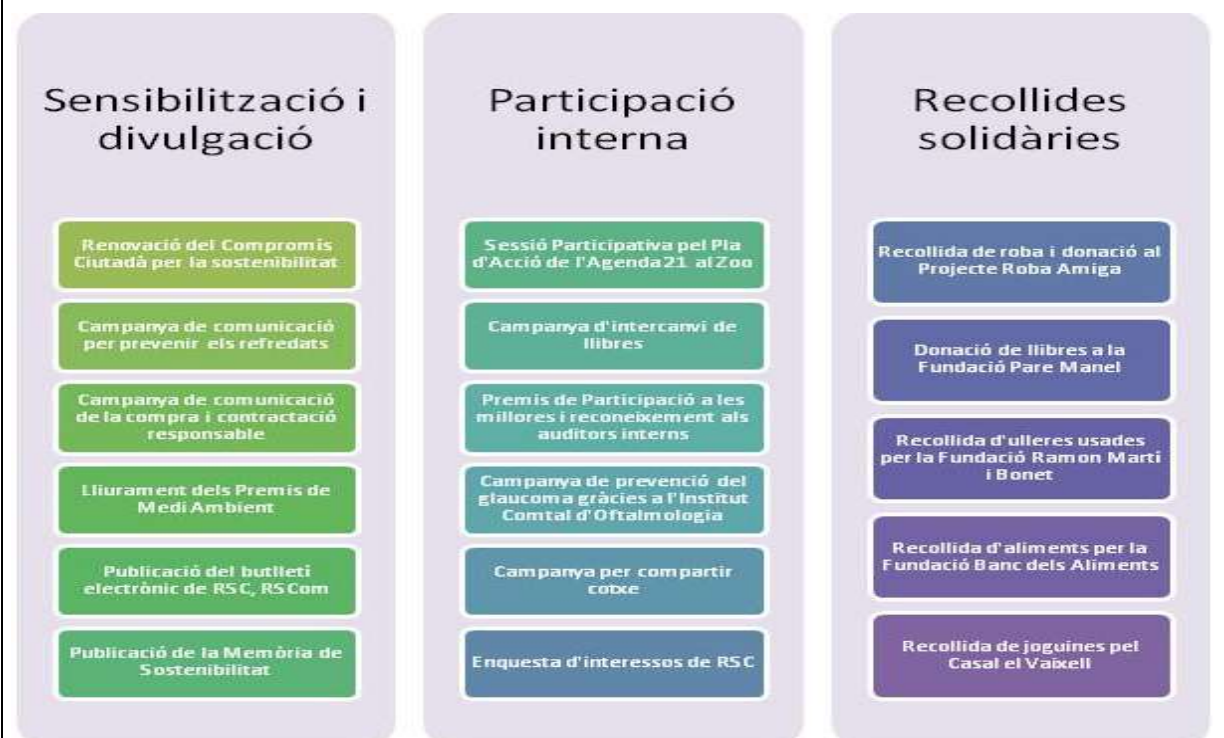 Sensibilització i
divulgació
Renovació del Compromís
Ciutadà per la sostenibilitat
Campanya de comunicació
per prevenir els refredats
Campanya de comunicació
de la compra i contractació
responsable
Lliurament dels Premis de
Medi Ambient
Publicació del butlletí
electrònic de RSC, RSCom
Publicació de la Memòria de
Sostenibilitat
Participació
interna
Sessió Participativa pel Pla
d'Acció de l'Agenda21 al Zoo
Campanya d'intercanvi de
llibres
Premis de Participació a les
millores i reconeixement als
auditors interns
Campanya de prevenció del
glaucoma gràcies a l'Institut
Comtal d'Oftalmologia
Campanya per compartir
cotxe
Enquesta d'interessos de RSC
Recollides
solidàries
Recollida de roba i donació al
Projecte Roba Amiga
Donació de llibres a la
Fundació Pare Manel
Recollida d'ulleres usades
per la Fundació Ramon Martí
i Bonet
Recollida d'aliments per la
Fundació Banc dels Aliments
Recollida de joguines pel
Casal el Vaixell